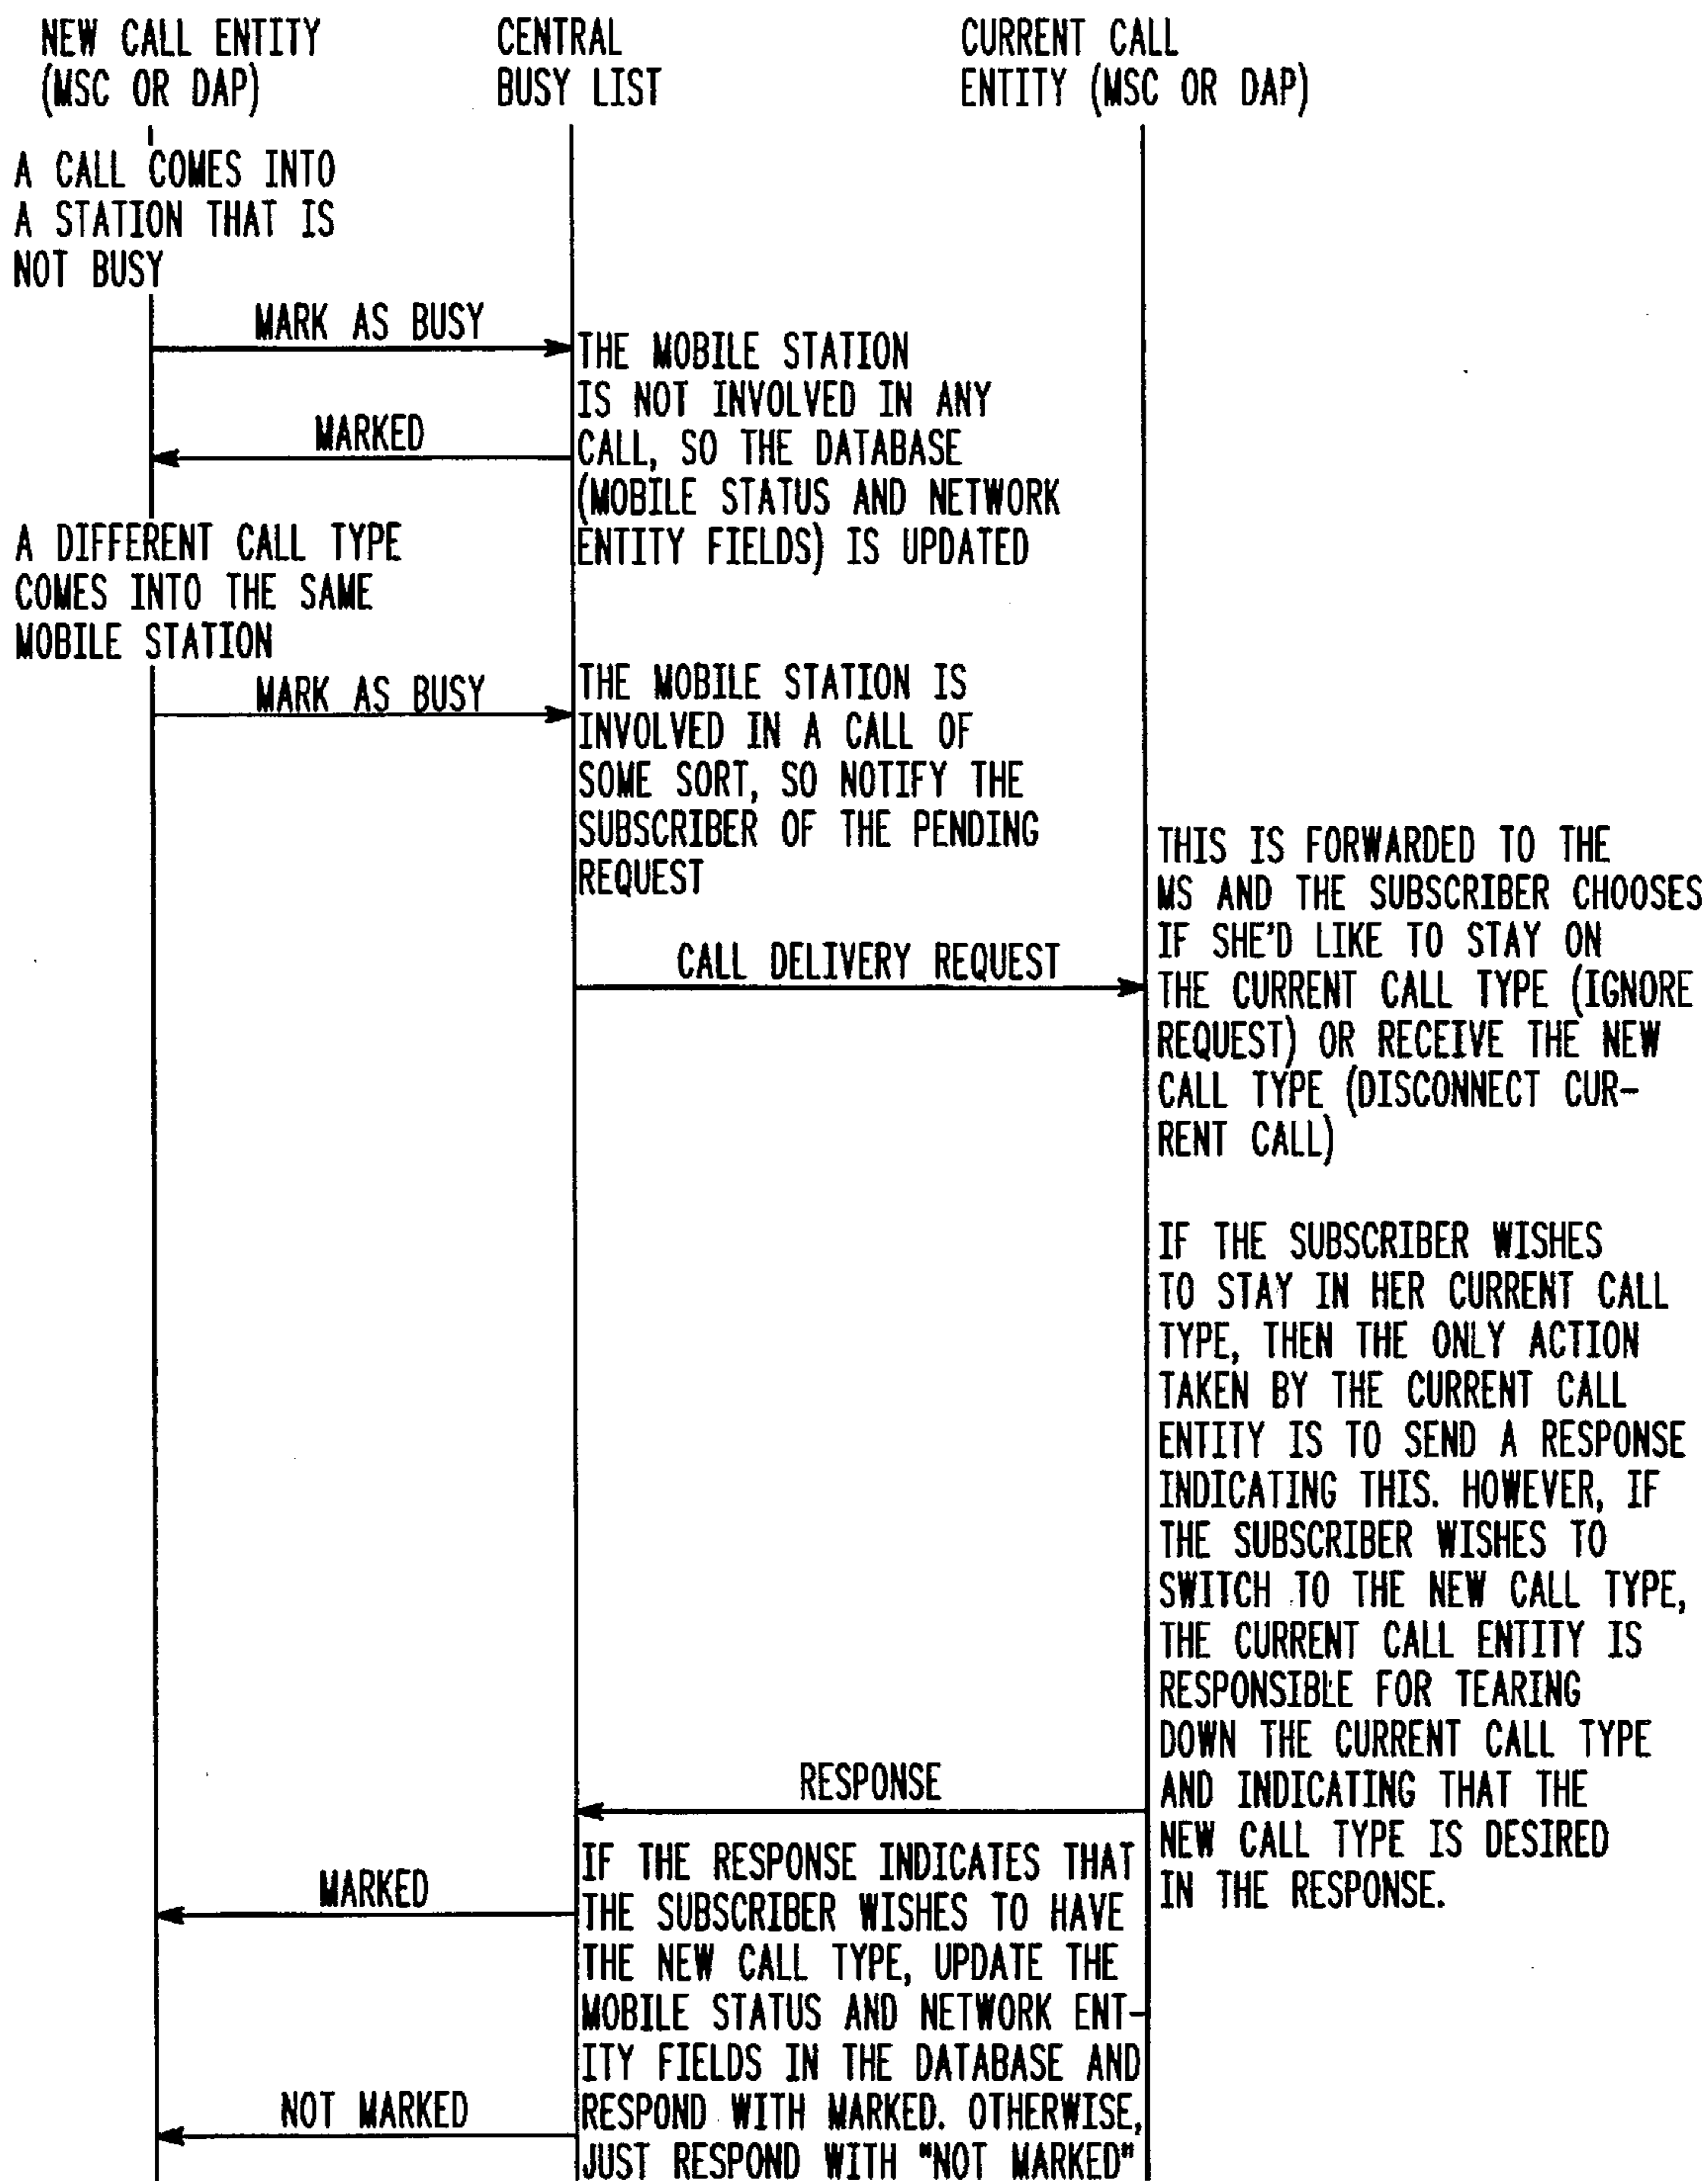 NEW CALL ENTITY
(MSC OR DAP)
CENTRAL
BUSY LIST
CURRENT CALL
ENTITY (MSC OR DAP)
A CALL COMES INTO
A STATION THAT IS
NOT BUSY
MARK AS BUSY
THE MOBILE STATION
IS NOT INVOLVED IN ANY
CALL, SO THE DATABASE
(MOBILE STATUS AND NETWORK
ENTITY FIELDS) IS UPDATED
MARKED
A DIFFERENT CALL TYPE
COMES INTO THE SAME
MOBILE STATION
MARK AS BUSY
THE MOBILE STATION IS
INVOLVED IN A CALL OF
SOME SORT, SO NOTIFY THE
SUBSCRIBER OF THE PENDING
REQUEST
CALL DELIVERY REQUEST
THIS IS FORWARDED TO THE
MS AND THE SUBSCRIBER CHOOSES
IF SHE'D LIKE TO STAY ON
THE CURRENT CALL TYPE (IGNORE
REQUEST) OR RECEIVE THE NEW
CALL TYPE (DISCONNECT CUR-
RENT CALL)
IF THE SUBSCRIBER WISHES
TO STAY IN HER CURRENT CALL
TYPE, THEN THE ONLY ACTION
TAKEN BY THE CURRENT CALL
ENTITY IS TO SEND A RESPONSE
INDICATING THIS. HOWEVER, IF
THE SUBSCRIBER WISHES TO
SWITCH TO THE NEW CALL TYPE,
THE CURRENT CALL ENTITY IS
RESPONSIBLE FOR TEARING
DOWN THE CURRENT CALL TYPE
AND INDICATING THAT THE
NEW CALL TYPE IS DESIRED
IN THE RESPONSE.
RESPONSE
IF THE RESPONSE INDICATES THAT
THE SUBSCRIBER WISHES TO HAVE
THE NEW CALL TYPE, UPDATE THE
MOBILE STATUS AND NETWORK ENT-
ITY FIELDS IN THE DATABASE AND
RESPOND WITH MARKED. OTHERWISE,
JUST RESPOND WITH "NOT MARKED"
MARKED
NOT MARKED